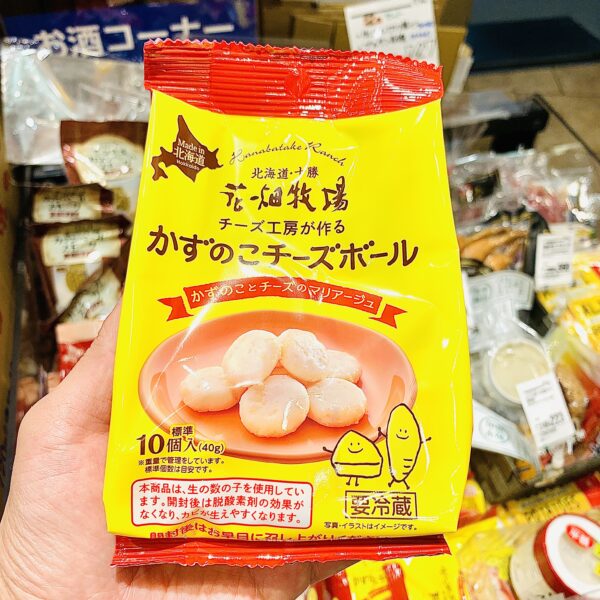 お酒コーナー
Made in
北海道
Hokkaido
Hanabatake Ranch
北海道・十勝
花畑牧場
チーズ工房が作る
かずのこチーズボール
かずのことチーズのマリアージュ
標準
10個入(40g)
※重量で管理をしています。
標準個数は目安です。
本商品は、生の数の子を使用してい
ます。開封後は脱酸素剤の効果が
なくなり、カビが生えやすくなります。
要冷蔵
写真・イラストはイメージです。
開封後はお早目に召し上がりください